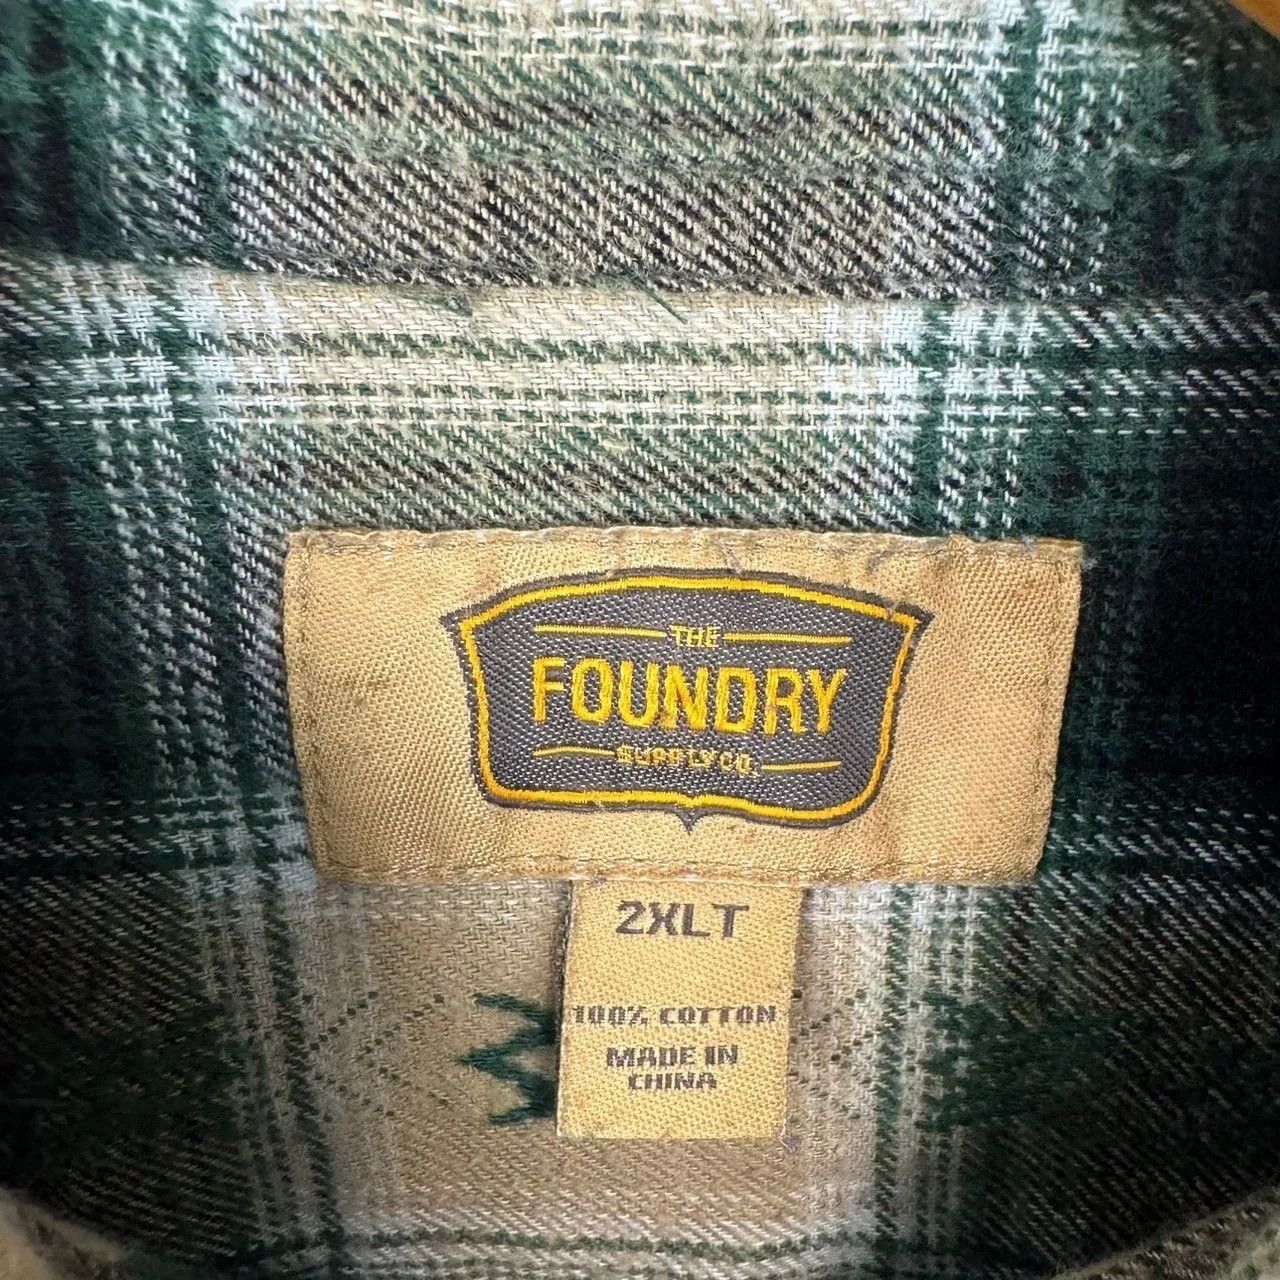 THE
FOUNDRY
SUPPLY CO.
2XLT
100% COTTON
MADE IN
CHINA